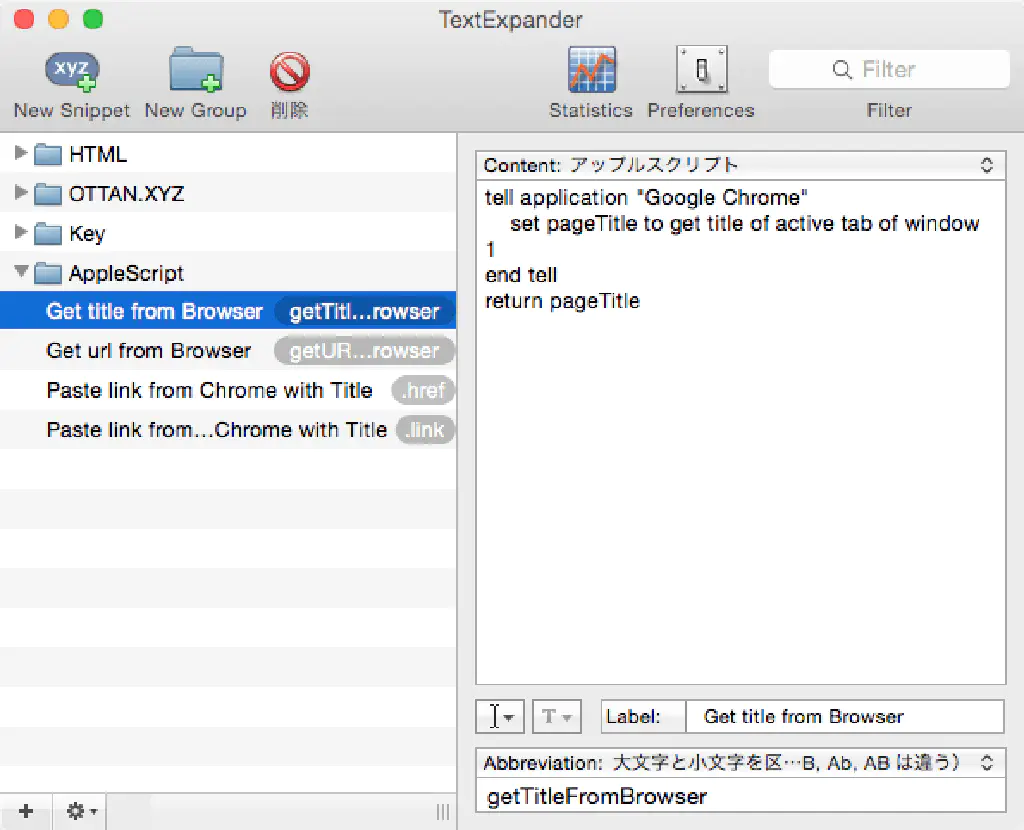 TextExpander
xyz
New Snippet New Group 削除 Statistics Preferences Filter
Filter
HTML
OTTAN.XYZ
Key
AppleScript
Get title from Browser getTitl...rowser
Get url from Browser getUR...rowser
Paste link from Chrome with Title .href
Paste link from...Chrome with Title .link
Content: アップルスクリプト
tell application "Google Chrome"
set pageTitle to get title of active tab of window
1
end tell
return pageTitle
T
Label: Get title from Browser
Abbreviation: 大文字と小文字を区…B, Ab, AB は違う）
getTitleFromBrowser